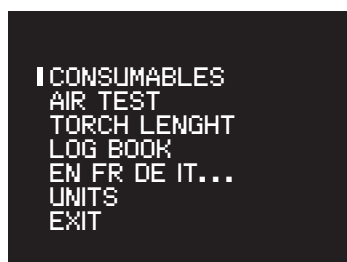 CONSUMABLES
AIR TEST
TORCH LENGHT
LOG BOOK
EN FR DE IT...
UNITS
EXIT